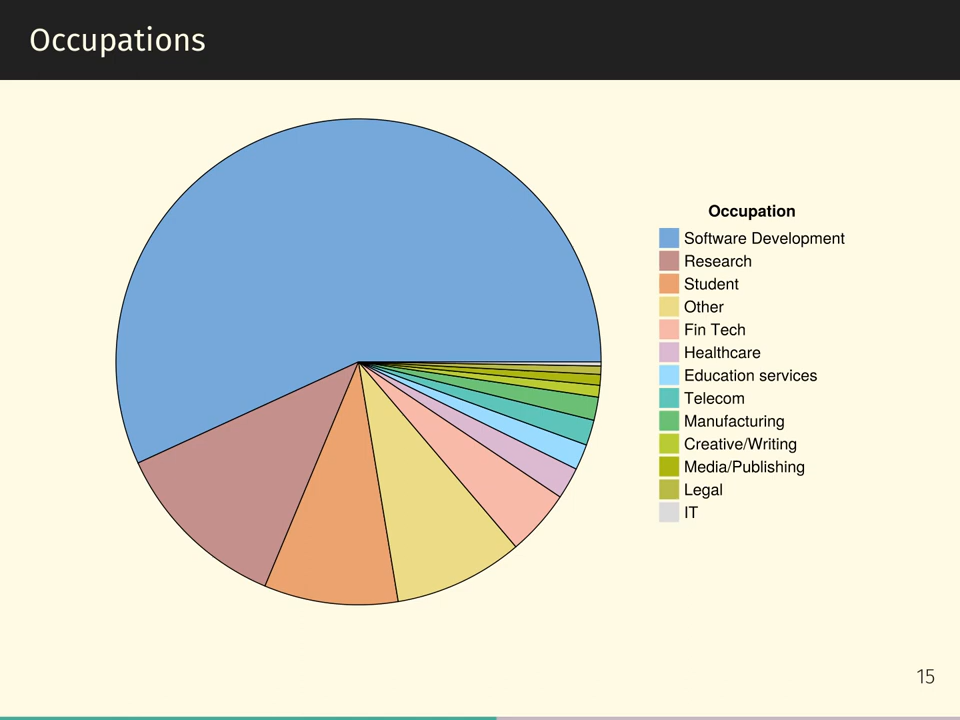 Occupations
Occupation
Software Development
Research
Student
Other
Fin Tech
Healthcare
Education services
Telecom
Manufacturing
Creative/Writing
Media/Publishing
Legal
IT
15